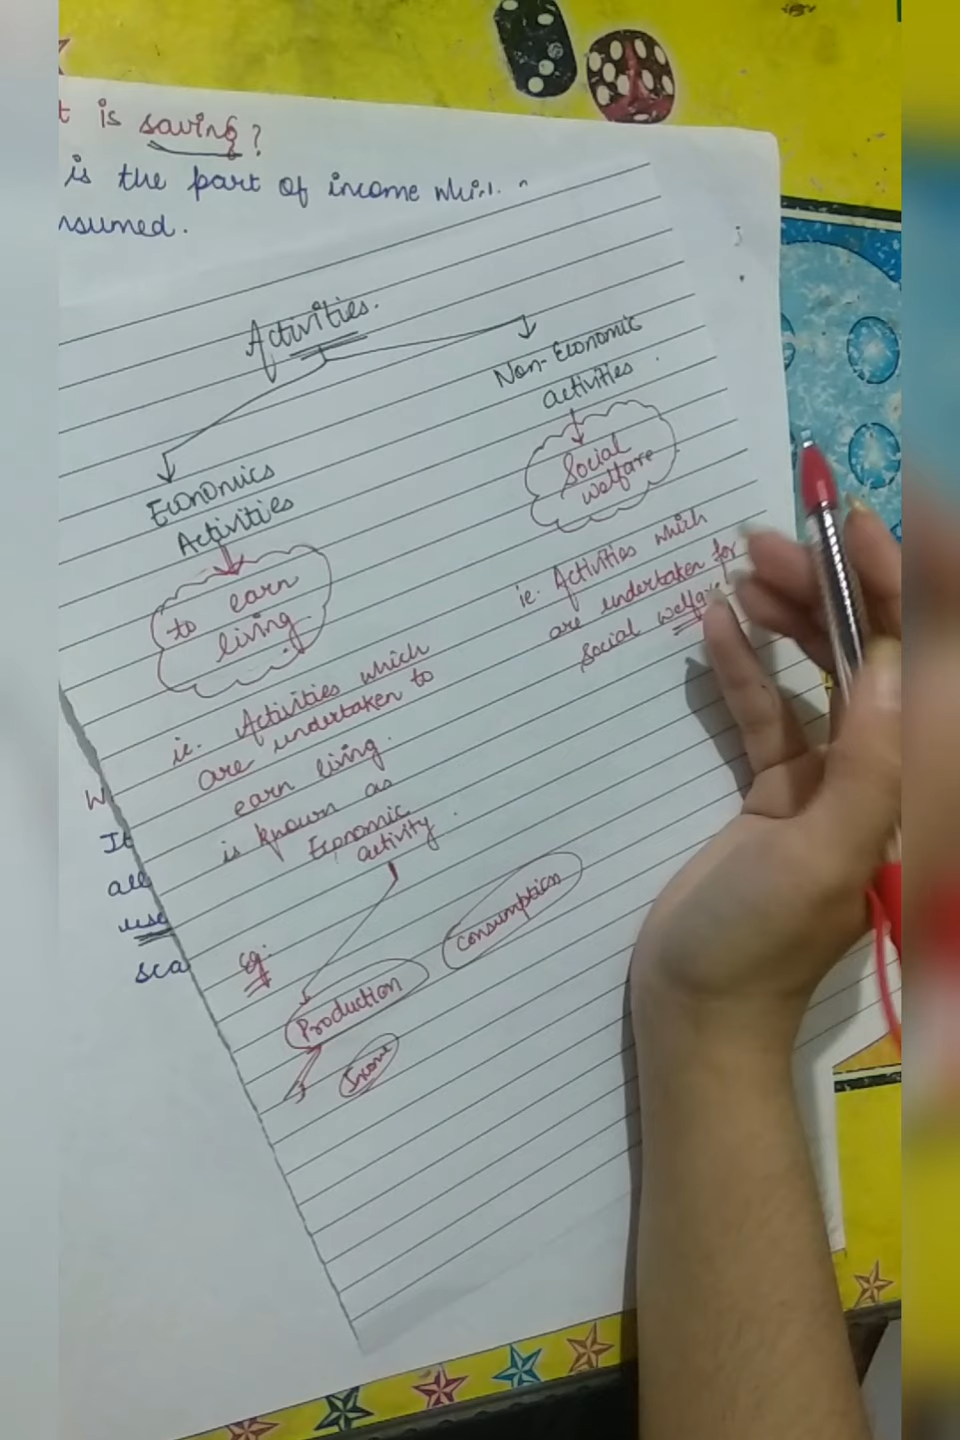 t is saving?
is the part of income
nsumed.
Activities.
Economics
Activities
to earn
living.
ie. Activities which
are undertaken to
earn living.
is known as
Economic
activity.
Non-Economic
activities.
Social
welfare
ie. Activities which
are undertaken for
social welfare
eg:
Production
Consumption
Income
W
It
all
use
sca